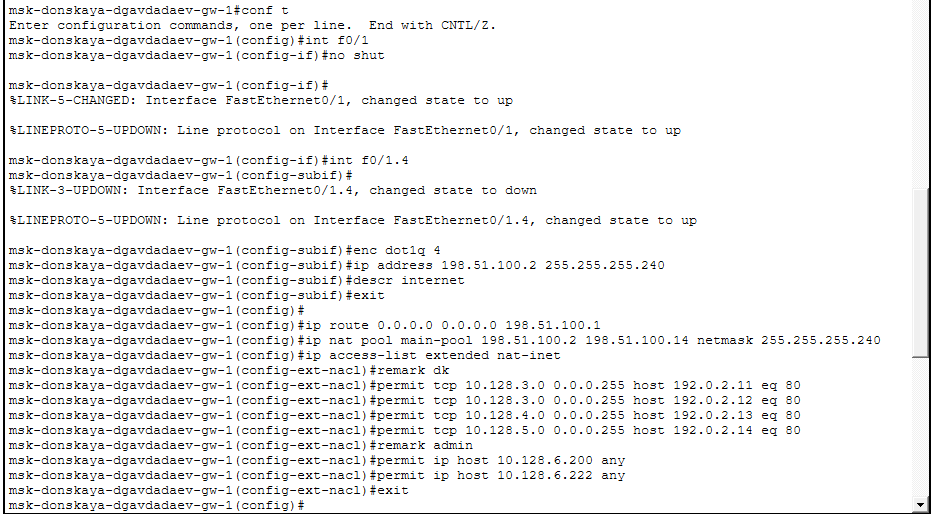 msk-donskaya-dgavdadaev-gw-1#conf t
Enter configuration commands, one per line.  End with CNTL/Z.
msk-donskaya-dgavdadaev-gw-1(config)#int f0/1
msk-donskaya-dgavdadaev-gw-1(config-if)#no shut
msk-donskaya-dgavdadaev-gw-1(config-if)#
%LINK-5-CHANGED: Interface FastEthernet0/1, changed state to up
%LINEPROTO-5-UPDOWN: Line protocol on Interface FastEthernet0/1, changed state to up
msk-donskaya-dgavdadaev-gw-1(config-if)#int f0/1.4
msk-donskaya-dgavdadaev-gw-1(config-subif)#
%LINK-3-UPDOWN: Interface FastEthernet0/1.4, changed state to down
%LINEPROTO-5-UPDOWN: Line protocol on Interface FastEthernet0/1.4, changed state to up
msk-donskaya-dgavdadaev-gw-1(config-subif)#enc dot1q 4
msk-donskaya-dgavdadaev-gw-1(config-subif)#ip address 198.51.100.2 255.255.255.240
msk-donskaya-dgavdadaev-gw-1(config-subif)#descr internet
msk-donskaya-dgavdadaev-gw-1(config-subif)#exit
msk-donskaya-dgavdadaev-gw-1(config)#
msk-donskaya-dgavdadaev-gw-1(config)#ip route 0.0.0.0 0.0.0.0 198.51.100.1
msk-donskaya-dgavdadaev-gw-1(config)#ip nat pool main-pool 198.51.100.2 198.51.100.14 netmask 255.255.255.240
msk-donskaya-dgavdadaev-gw-1(config)#ip access-list extended nat-inet
msk-donskaya-dgavdadaev-gw-1(config-ext-nacl)#remark dk
msk-donskaya-dgavdadaev-gw-1(config-ext-nacl)#permit tcp 10.128.3.0 0.0.0.255 host 192.0.2.11 eq 80
msk-donskaya-dgavdadaev-gw-1(config-ext-nacl)#permit tcp 10.128.3.0 0.0.0.255 host 192.0.2.12 eq 80
msk-donskaya-dgavdadaev-gw-1(config-ext-nacl)#permit tcp 10.128.4.0 0.0.0.255 host 192.0.2.13 eq 80
msk-donskaya-dgavdadaev-gw-1(config-ext-nacl)#permit tcp 10.128.5.0 0.0.0.255 host 192.0.2.14 eq 80
msk-donskaya-dgavdadaev-gw-1(config-ext-nacl)#remark admin
msk-donskaya-dgavdadaev-gw-1(config-ext-nacl)#permit ip host 10.128.6.200 any
msk-donskaya-dgavdadaev-gw-1(config-ext-nacl)#permit ip host 10.128.6.222 any
msk-donskaya-dgavdadaev-gw-1(config-ext-nacl)#exit
msk-donskaya-dgavdadaev-gw-1(config)#